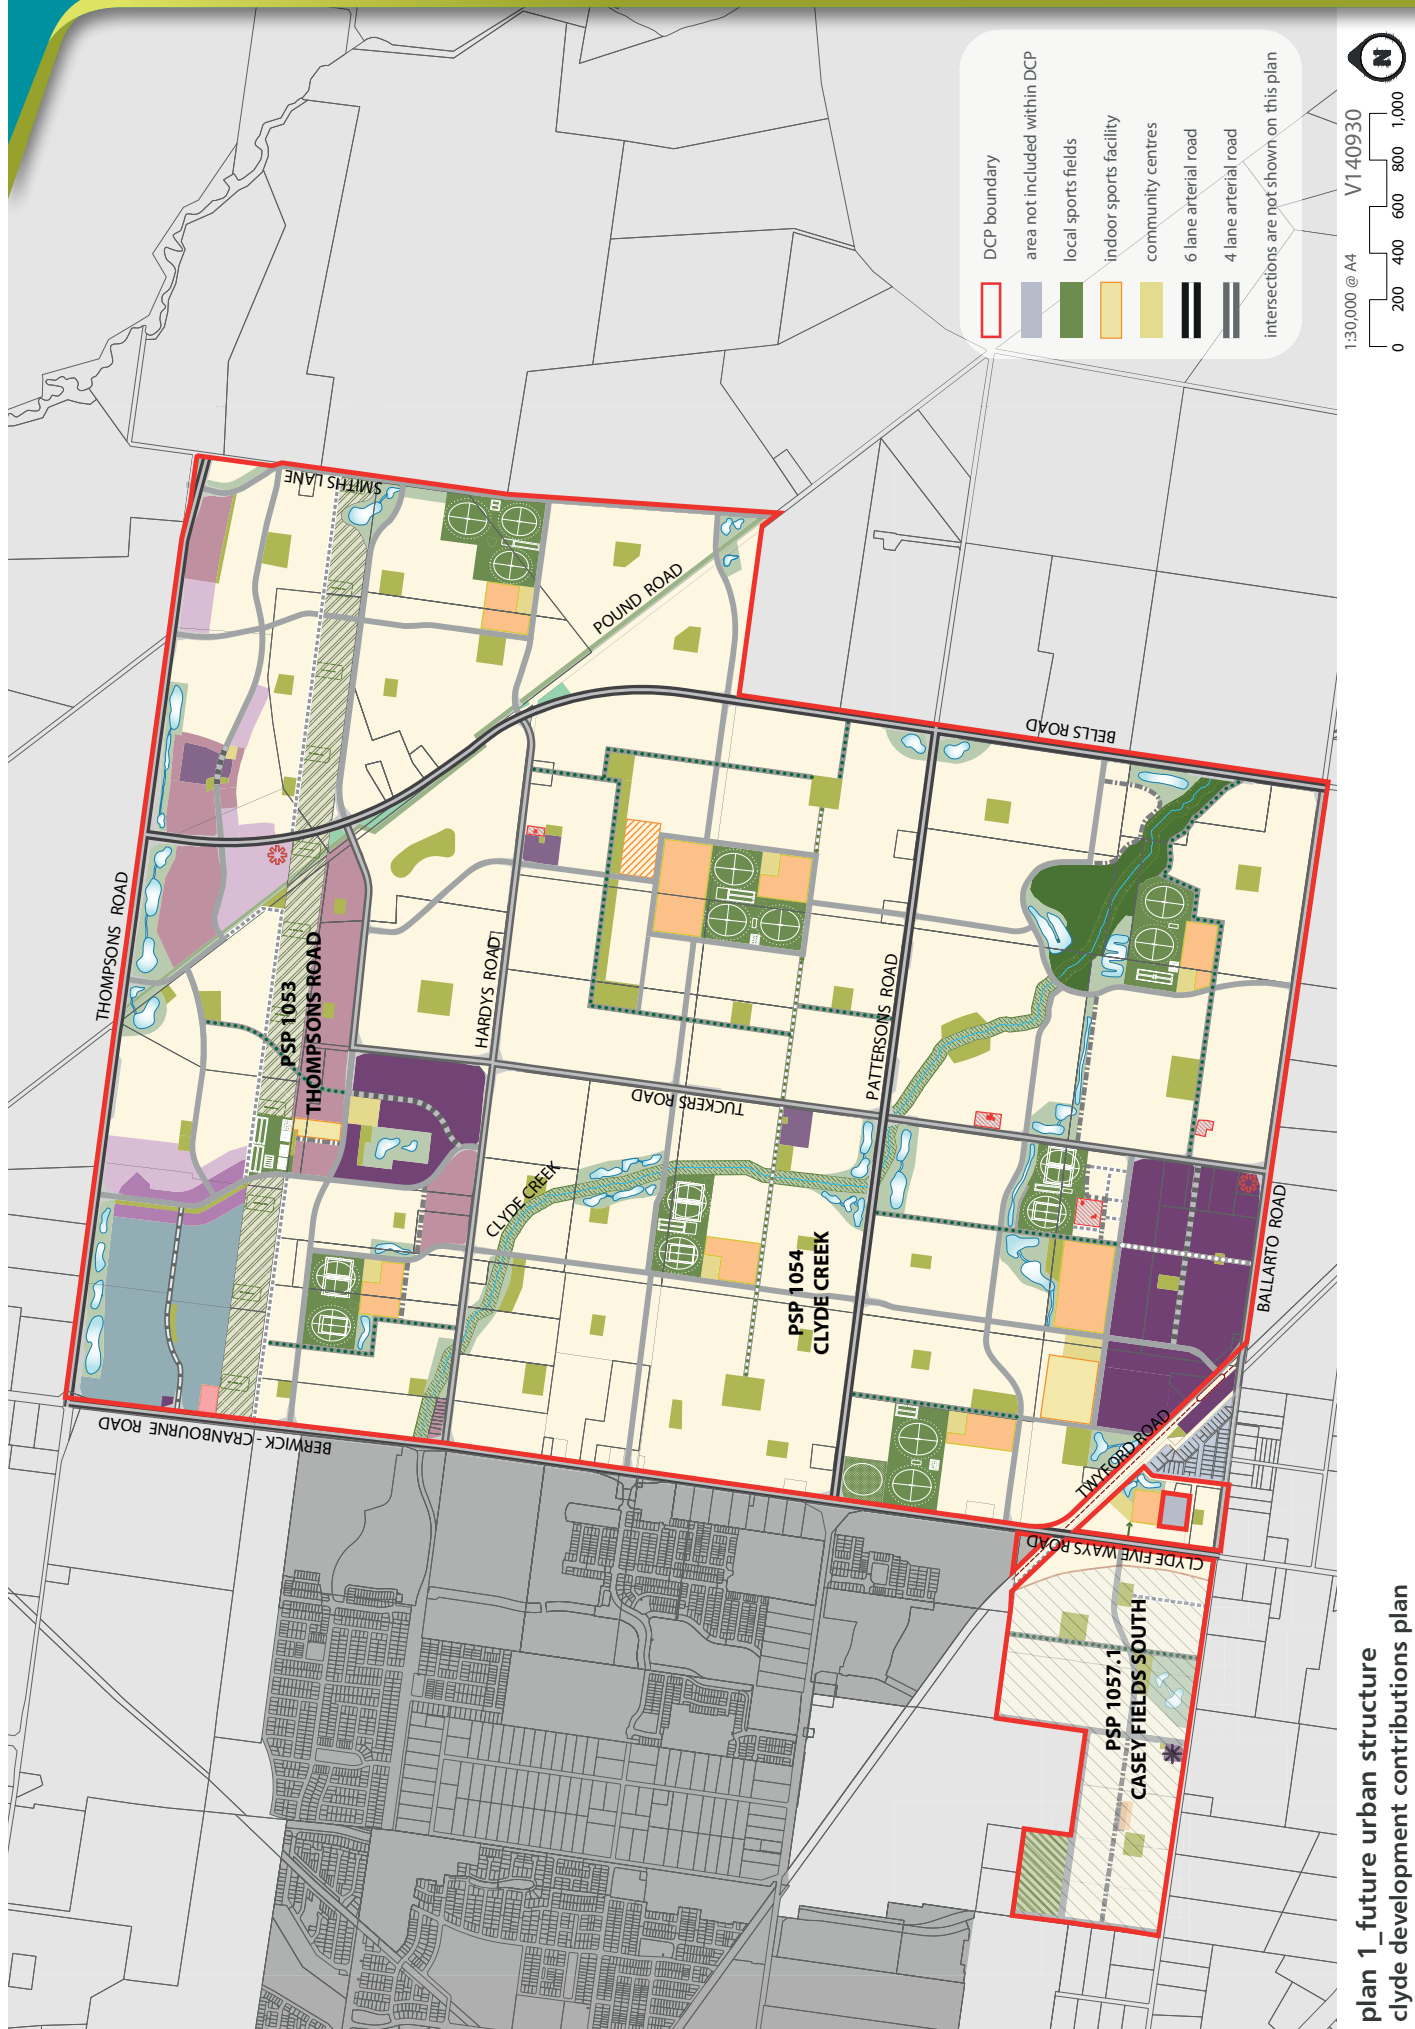 THOMPSONS ROAD
SMITHS LANE
POUND ROAD
PSP 1053
THOMPSONS ROAD
HARDYS ROAD
BELLS ROAD
BERWICK - CRANBOURNE ROAD
CLYDE CREEK
TUCKERS ROAD
PATTERSONS ROAD
PSP 1054
CLYDE CREEK
TWYFORD ROAD
BALLARTO ROAD
CLYDE FIVE WAYS ROAD
PSP 1057.1
CASEY FIELDS SOUTH
DCP boundary
area not included within DCP
local sports fields
indoor sports facility
community centres
6 lane arterial road
4 lane arterial road
intersections are not shown on this plan
1:30,000 @ A4
V140930
0 200 400 600 800 1,000
N
plan 1_future urban structure
clyde development contributions plan